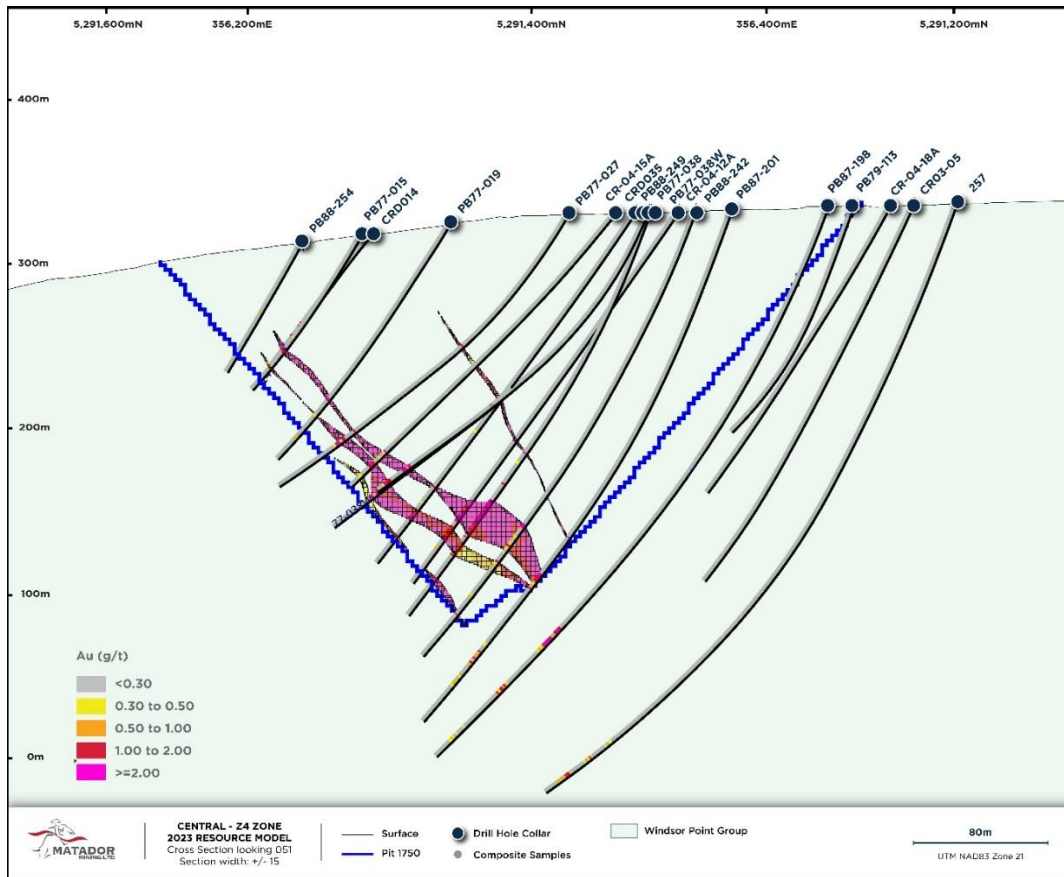 5,291,600mN
356,200mE
5,291,400mN
356,400mE
5,291,200mN
400m
300m
200m
100m
0m
PB88-254
PB77-015
CRD014
PB77-019
PB77-027
CR-04-15A
CRD035
PB88-249
PB77-038
PB77-038W
CR-04-12A
PB88-242
PB87-201
PB87-198
PB79-113
CR-04-18A
CR03-05
257
Au (g/t)
<0.30
0.30 to 0.50
0.50 to 1.00
1.00 to 2.00
>=2.00
MATADOR
MINING LTD
CENTRAL - Z4 ZONE
2023 RESOURCE MODEL
Cross Section looking 051
Section width: +/- 15
Surface
Pit 1750
Drill Hole Collar
Composite Samples
Windsor Point Group
80m
UTM NAD83 Zone 21